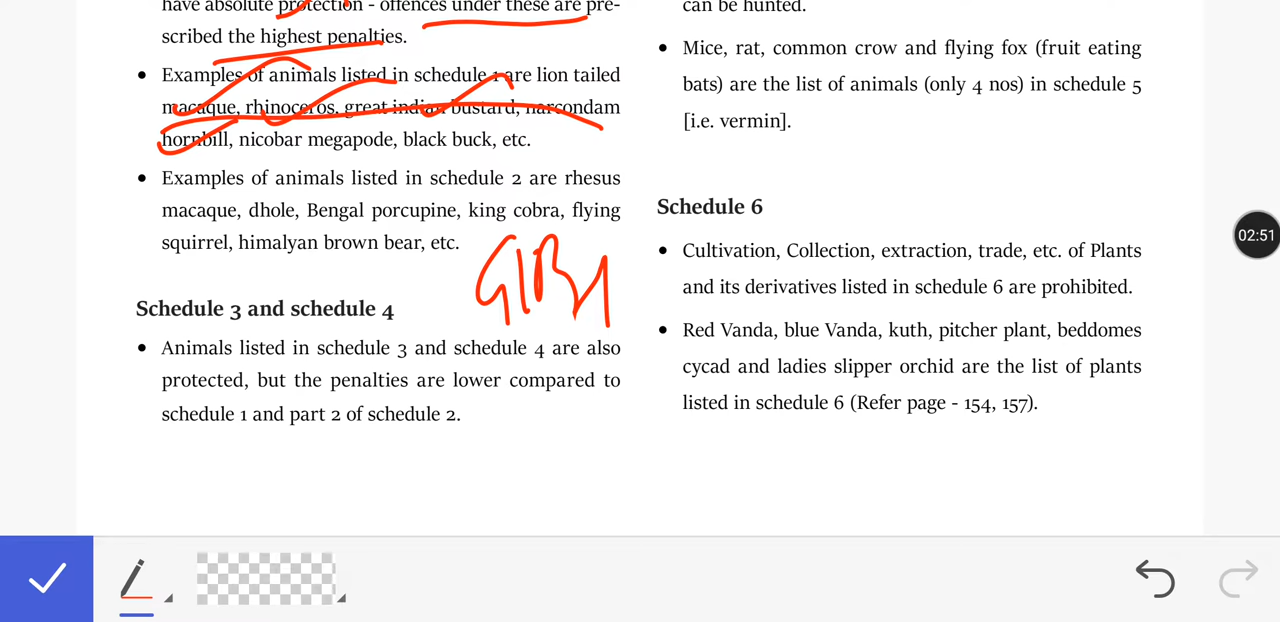 have absolute protection - offences under these are pre-
scribed the highest penalties.
• Examples of animals listed in schedule 1 are lion tailed
macaque, rhinoceros, great indian bustard, narcondam
hornbill, nicobar megapode, black buck, etc.
• Examples of animals listed in schedule 2 are rhesus
macaque, dhole, Bengal porcupine, king cobra, flying
squirrel, himalyan brown bear, etc.
Schedule 3 and schedule 4
• Animals listed in schedule 3 and schedule 4 are also
protected, but the penalties are lower compared to
schedule 1 and part 2 of schedule 2.
can be hunted.
• Mice, rat, common crow and flying fox (fruit eating
bats) are the list of animals (only 4 nos) in schedule 5
[i.e. vermin].
Schedule 6
• Cultivation, Collection, extraction, trade, etc. of Plants
and its derivatives listed in schedule 6 are prohibited.
• Red Vanda, blue Vanda, kuth, pitcher plant, beddomes
cycad and ladies slipper orchid are the list of plants
listed in schedule 6 (Refer page - 154, 157).
02:51